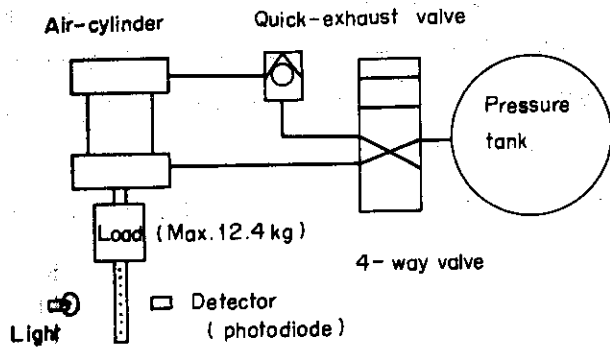 Air-cylinder
Quick-exhaust valve
Pressure
tank
Load (Max. 12.4 kg)
4-way valve
Detector
(photodiode)
Light